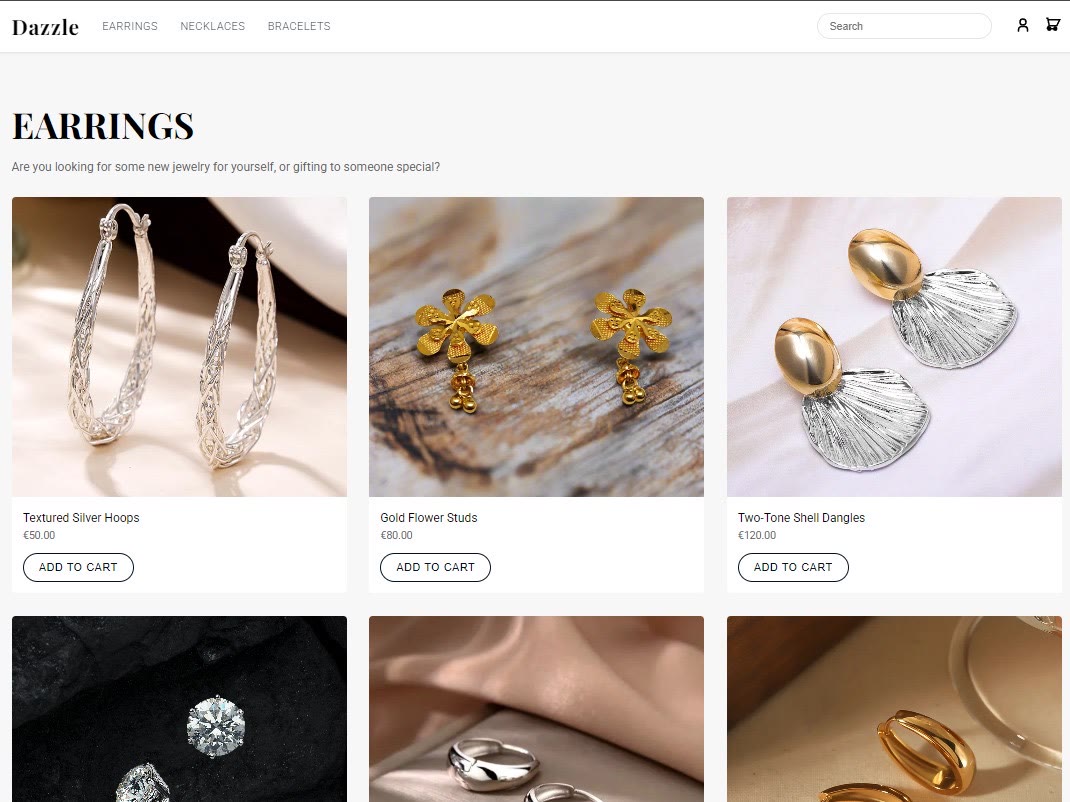 Dazzle
EARRINGS
NECKLACES
BRACELETS
Search
EARRINGS
Are you looking for some new jewelry for yourself, or gifting to someone special?
Textured Silver Hoops
€50.00
ADD TO CART
Gold Flower Studs
€80.00
ADD TO CART
Two-Tone Shell Dangles
€120.00
ADD TO CART